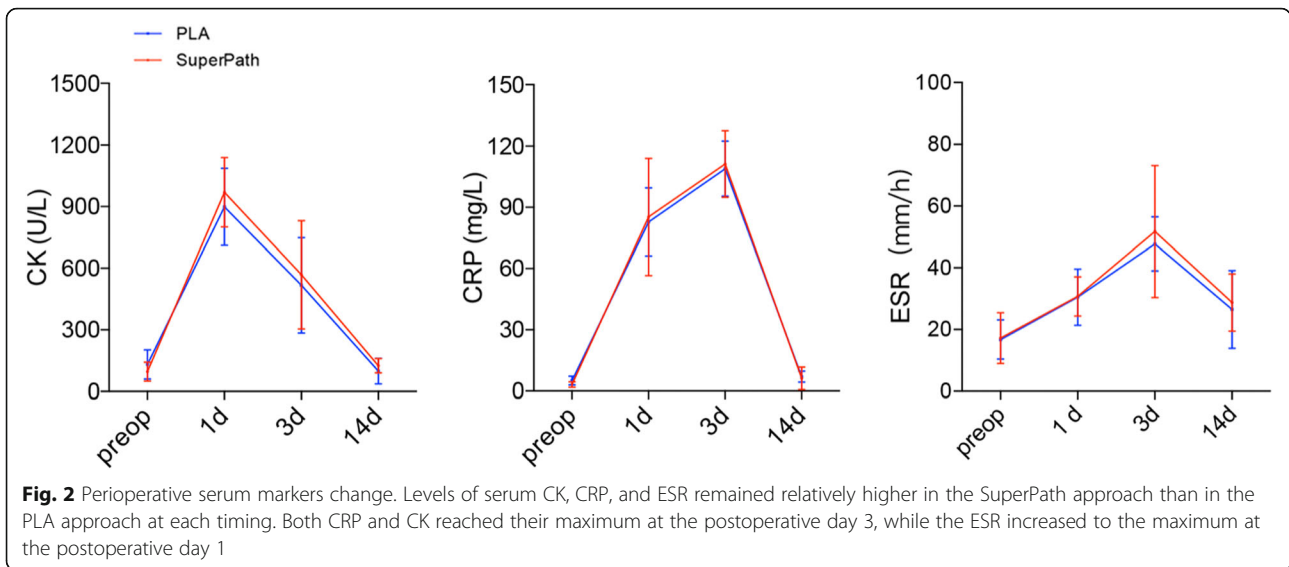 PLA
SuperPath
CK (U/L)
1500
1200
900
600
300
0
preop
1d
3d
14d
CRP (mg/L)
150
120
90
60
30
0
preop
1d
3d
14d
ESR (mm/h)
100
80
60
40
20
0
preop
1 d
3d
14d
Fig. 2 Perioperative serum markers change. Levels of serum CK, CRP, and ESR remained relatively higher in the SuperPath approach than in the
PLA approach at each timing. Both CRP and CK reached their maximum at the postoperative day 3, while the ESR increased to the maximum at
the postoperative day 1